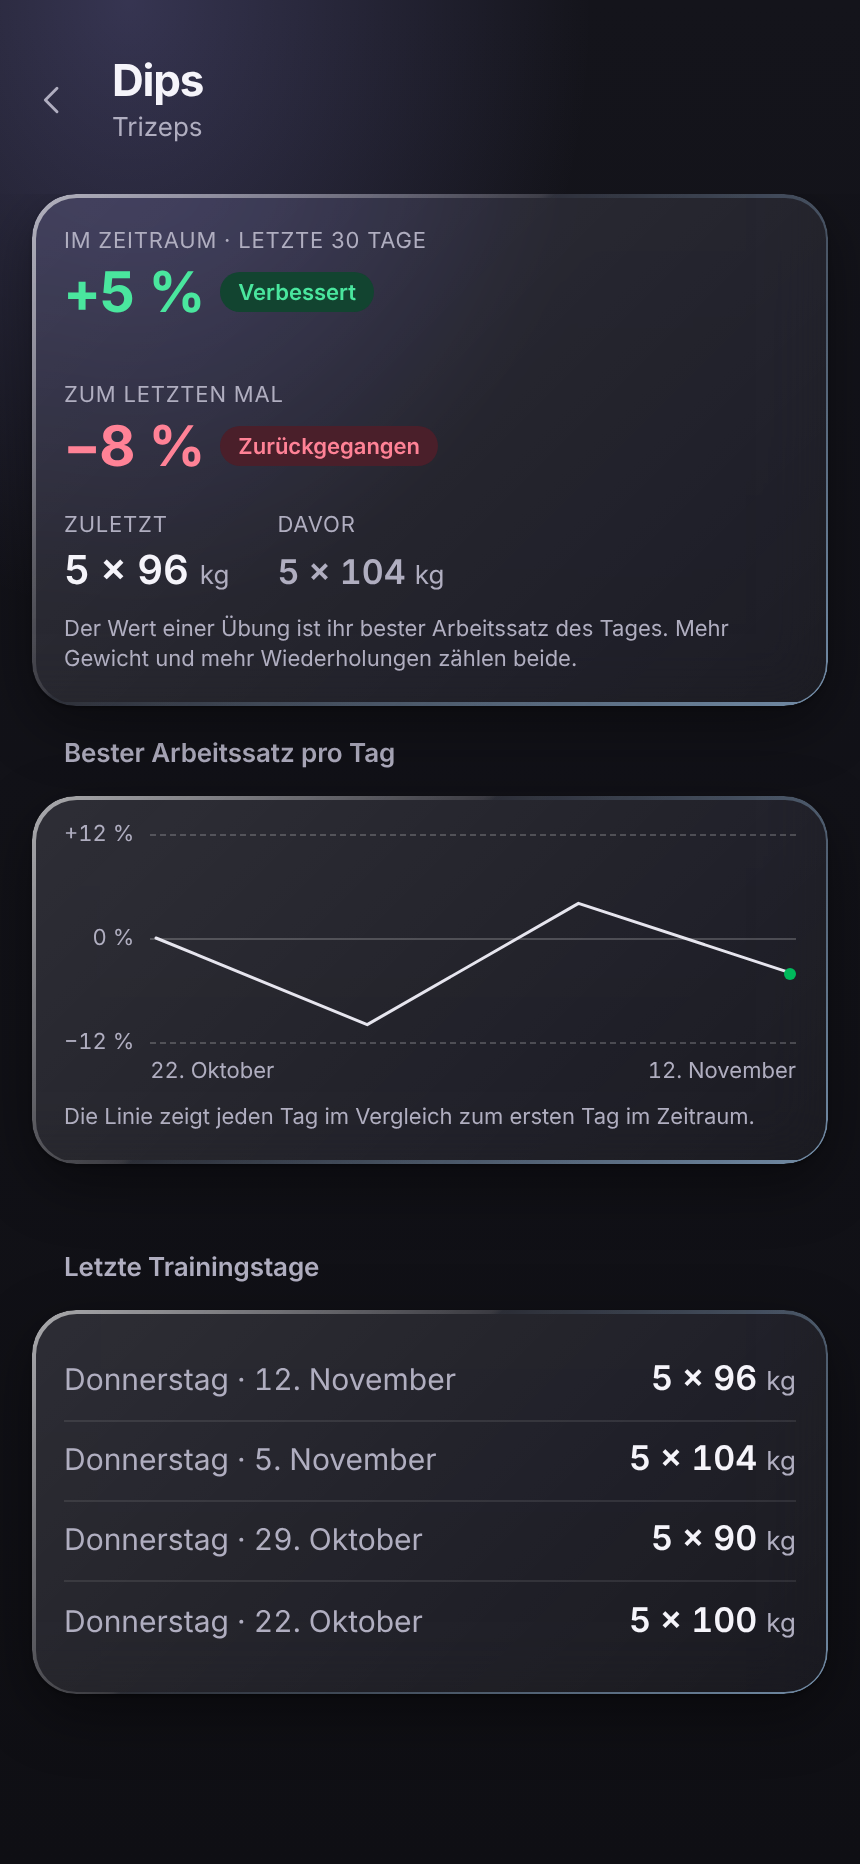 Dips
Trizeps
IM ZEITRAUM · LETZTE 30 TAGE
+5 % Verbessert
ZUM LETZTEN MAL
−8 % Zurückgegangen
ZULETZT DAVOR
5 × 96 kg 5 × 104 kg
Der Wert einer Übung ist ihr bester Arbeitssatz des Tages. Mehr
Gewicht und mehr Wiederholungen zählen beide.
Bester Arbeitssatz pro Tag
+12 %
0 %
−12 %
22. Oktober 12. November
Die Linie zeigt jeden Tag im Vergleich zum ersten Tag im Zeitraum.
Letzte Trainingstage
Donnerstag · 12. November 5 × 96 kg
Donnerstag · 5. November 5 × 104 kg
Donnerstag · 29. Oktober 5 × 90 kg
Donnerstag · 22. Oktober 5 × 100 kg